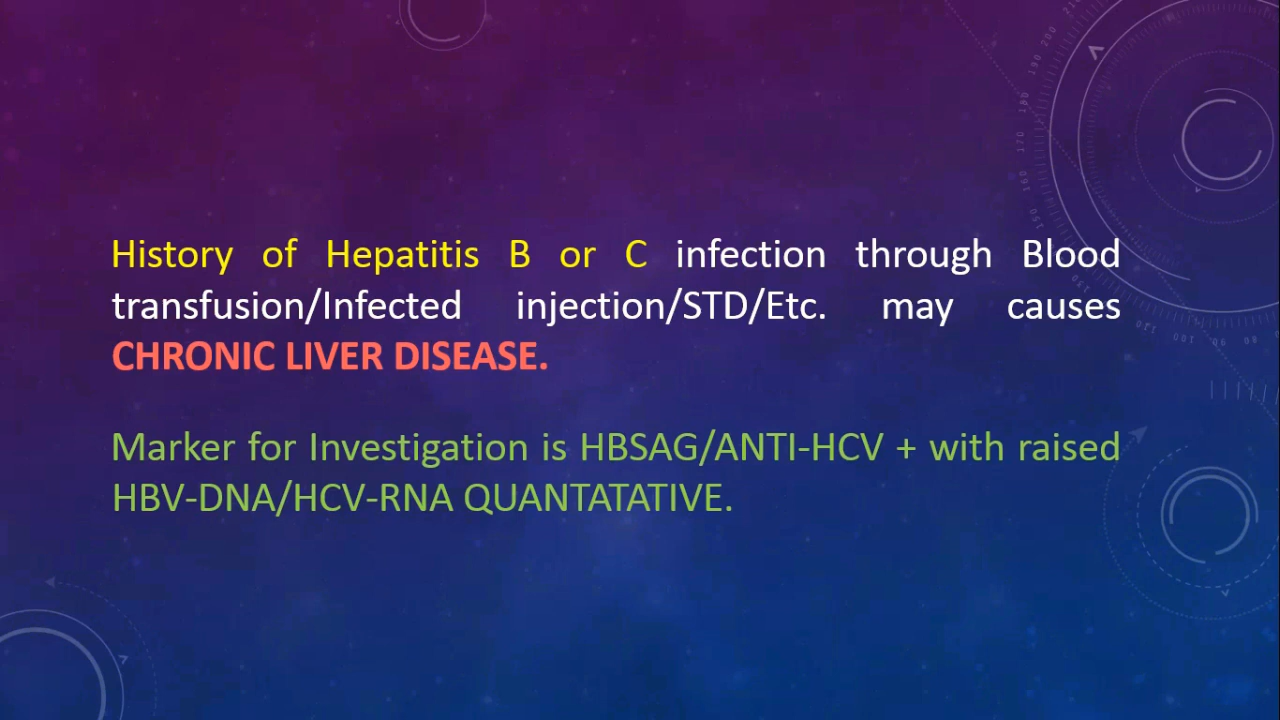 History of Hepatitis B or C infection through Blood
transfusion/Infected injection/STD/Etc. may causes
CHRONIC LIVER DISEASE.
Marker for Investigation is HBSAG/ANTI-HCV + with raised
HBV-DNA/HCV-RNA QUANTATATIVE.